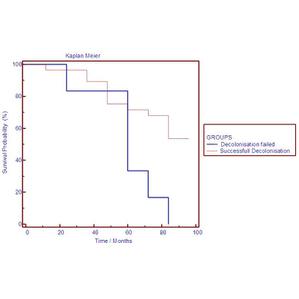 Kaplan Meier
100
80
60
40
20
0
Survival Probability (%)
0 20 40 60 80 100
Time / Months
GROUPS
Decolonisation failed
Successfull Decolonisation